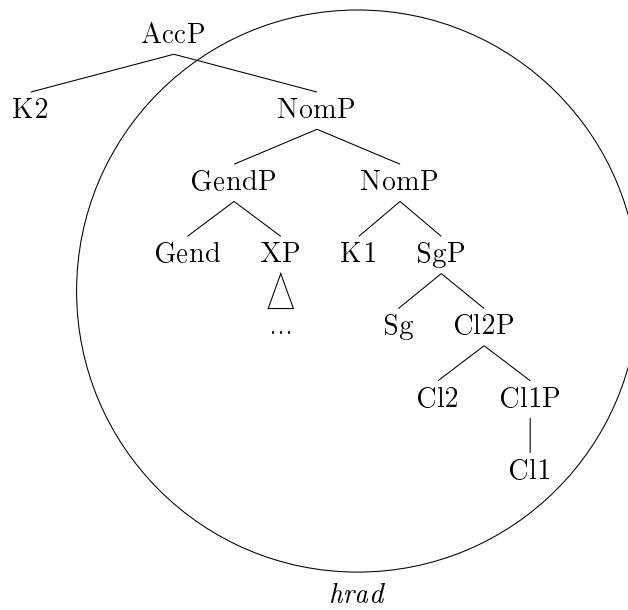 AccP
K2 NomP
GendP NomP
Gend XP K1 SgP
... Sg Cl2P
Cl2 Cl1P
Cl1
hrad